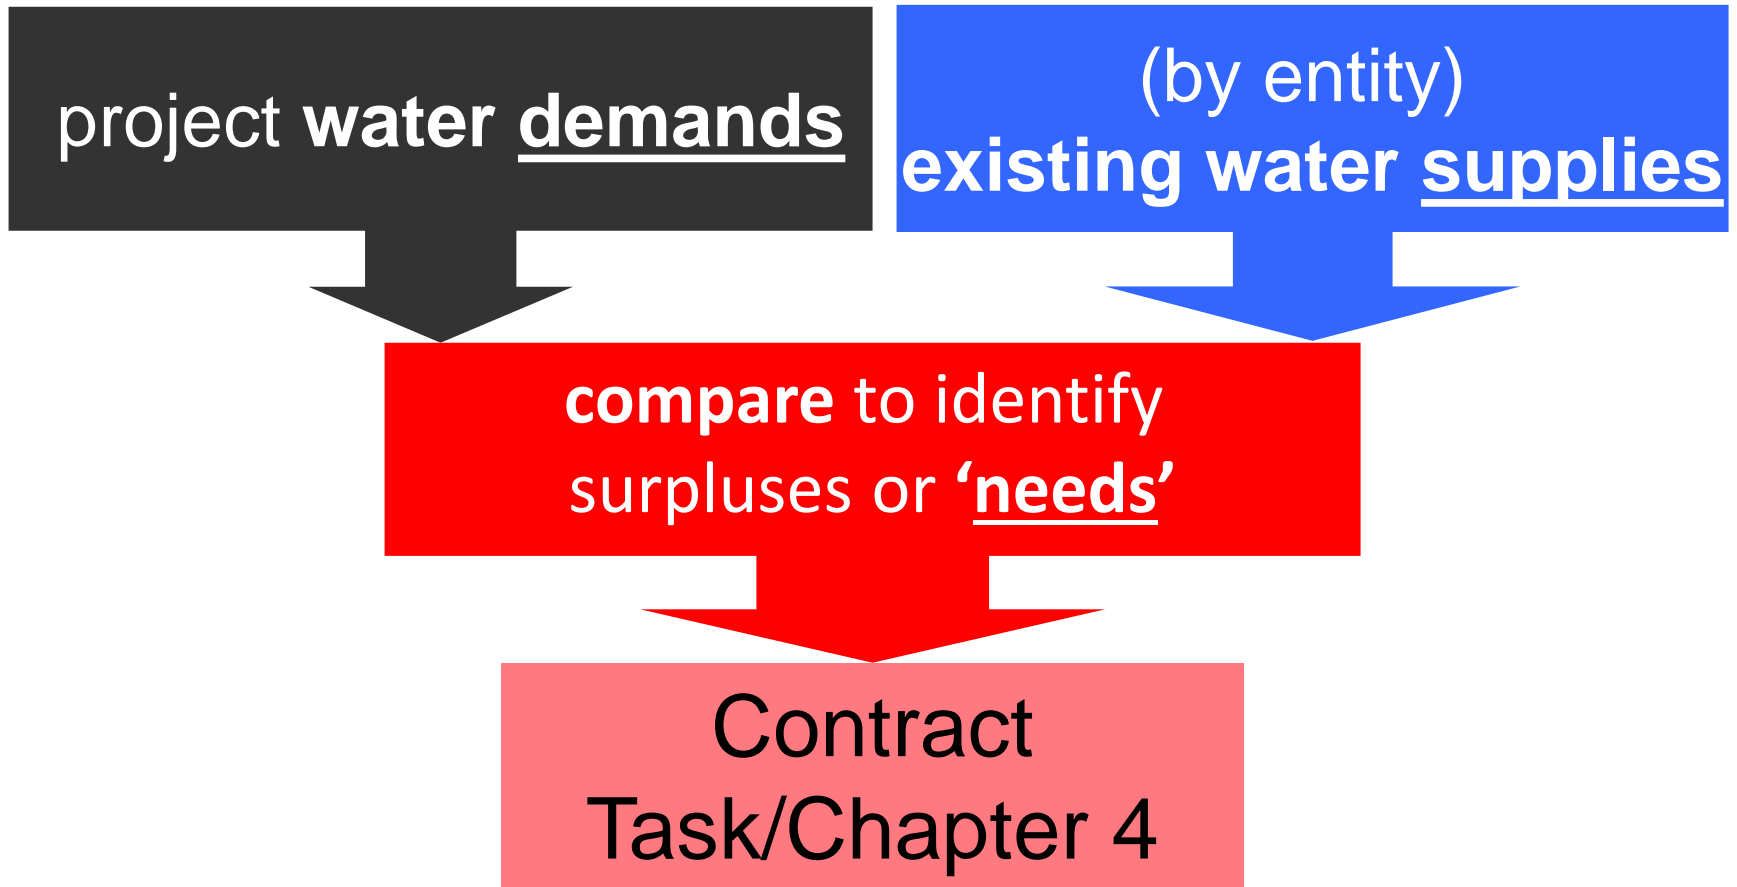 project water demands
(by entity)
existing water supplies
compare to identify
surpluses or ‘needs’
Contract
Task/Chapter 4